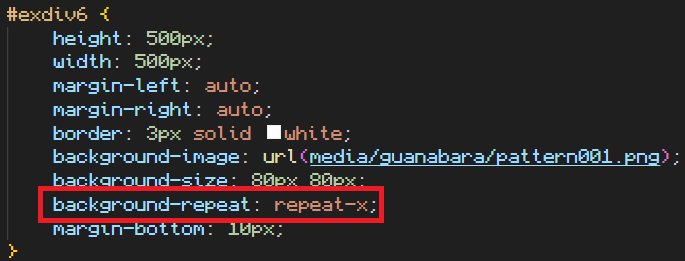 #exdiv6 {
height: 500px;
width: 500px;
margin-left: auto;
margin-right: auto;
border: 3px solid white;
background-image: url(media/guanabara/pattern001.png);
background-size: 80px 80px;
background-repeat: repeat-x;
margin-bottom: 10px;
}